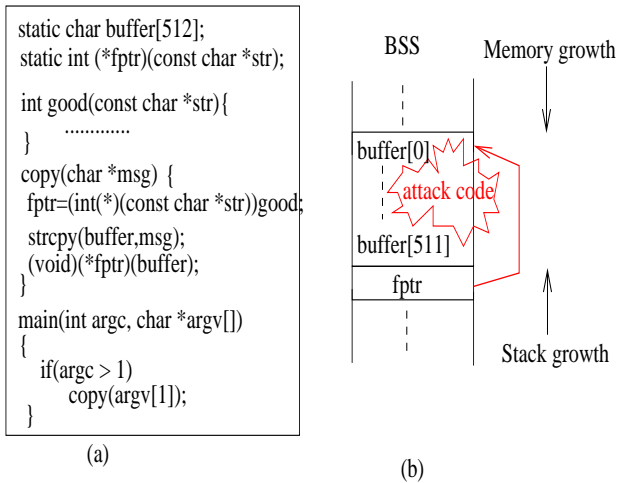 static char buffer[512];
static int (*fptr)(const char *str);
int good(const char *str){
.............
}
copy(char *msg) {
fptr=(int(*)(const char *str))good;
strcpy(buffer,msg);
(void)(*fptr)(buffer);
}
main(int argc, char *argv[])
{
if(argc > 1)
copy(argv[1]);
}
(a)
BSS
Memory growth
buffer[0]
attack code
buffer[511]
fptr
Stack growth
(b)